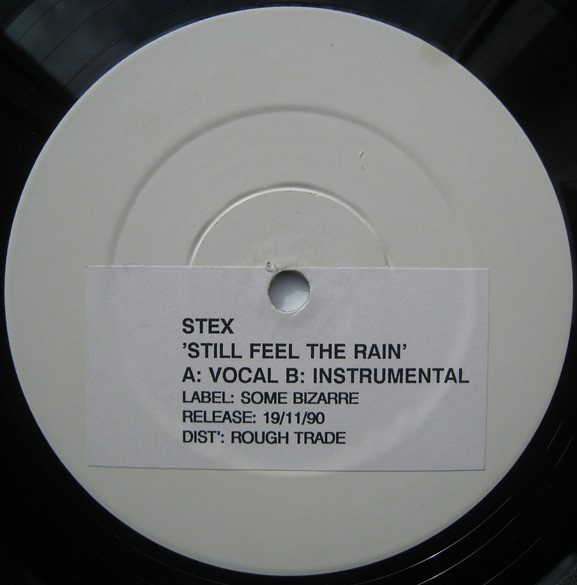 STEX
'STILL FEEL THE RAIN'
A: VOCAL B: INSTRUMENTAL
LABEL: SOME BIZARRE
RELEASE: 19/11/90
DIST': ROUGH TRADE